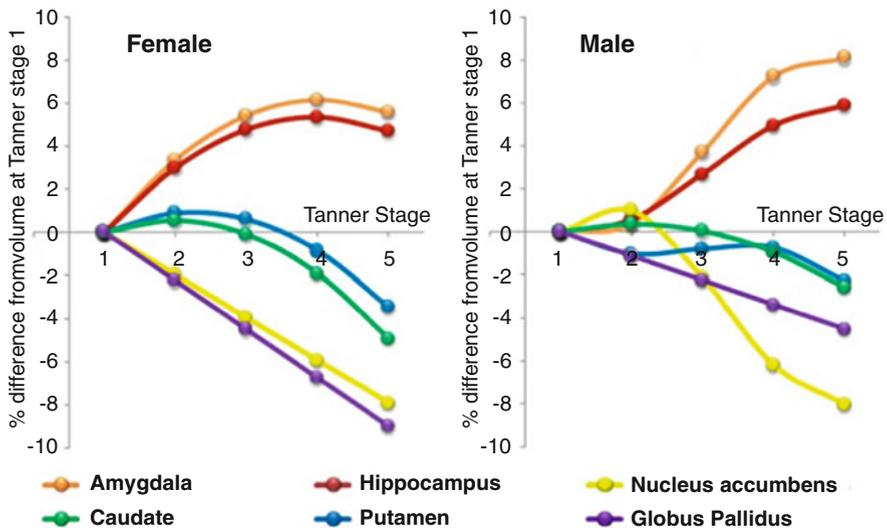 % difference fromvolume at Tanner stage 1
Female
10
8
6
4
2
0
-2
-4
-6
-8
-10
Tanner Stage
1 2 3 4 5
% difference fromvolume at Tanner stage 1
Male
10
8
6
4
2
0
-2
-4
-6
-8
-10
Tanner Stage
1 2 3 4 5
Amygdala Hippocampus Nucleus accumbens
Caudate Putamen Globus Pallidus